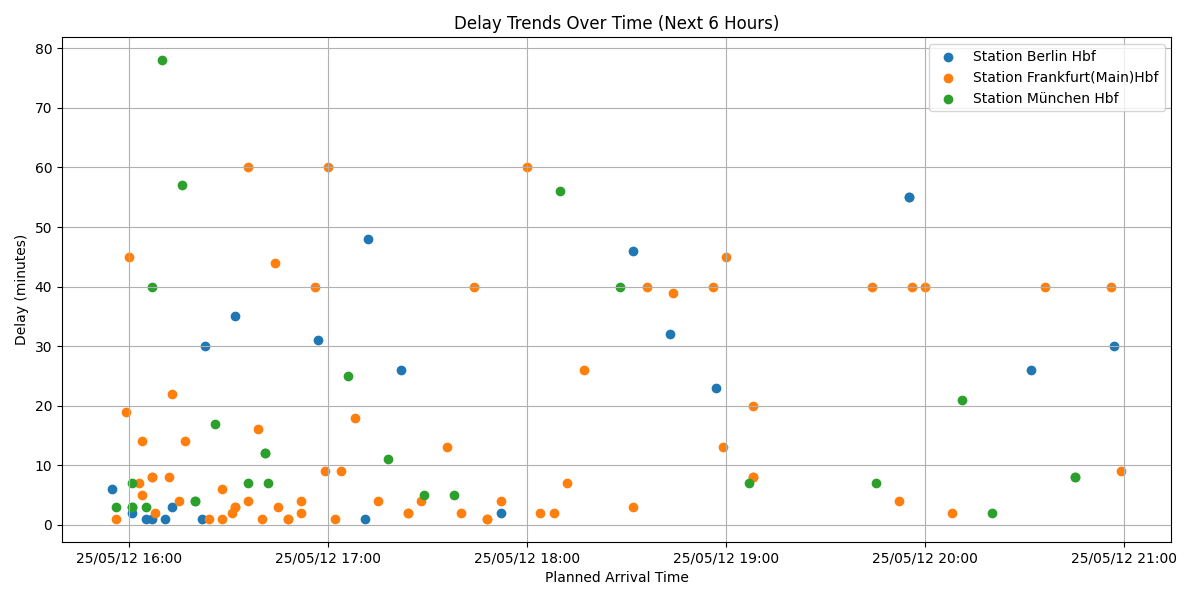 Delay Trends Over Time (Next 6 Hours)
Station Berlin Hbf
Station Frankfurt(Main)Hbf
Station München Hbf
Delay (minutes)
80
70
60
50
40
30
20
10
0
25/05/12 16:00
25/05/12 17:00
25/05/12 18:00
25/05/12 19:00
25/05/12 20:00
25/05/12 21:00
Planned Arrival Time